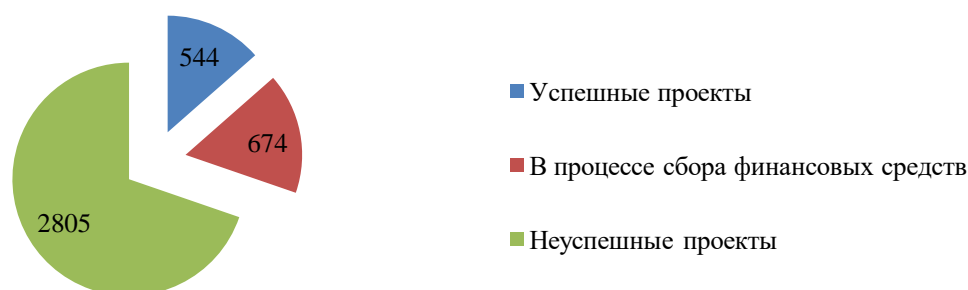 544
674
2805
Успешные проекты
В процессе сбора финансовых средств
Неуспешные проекты